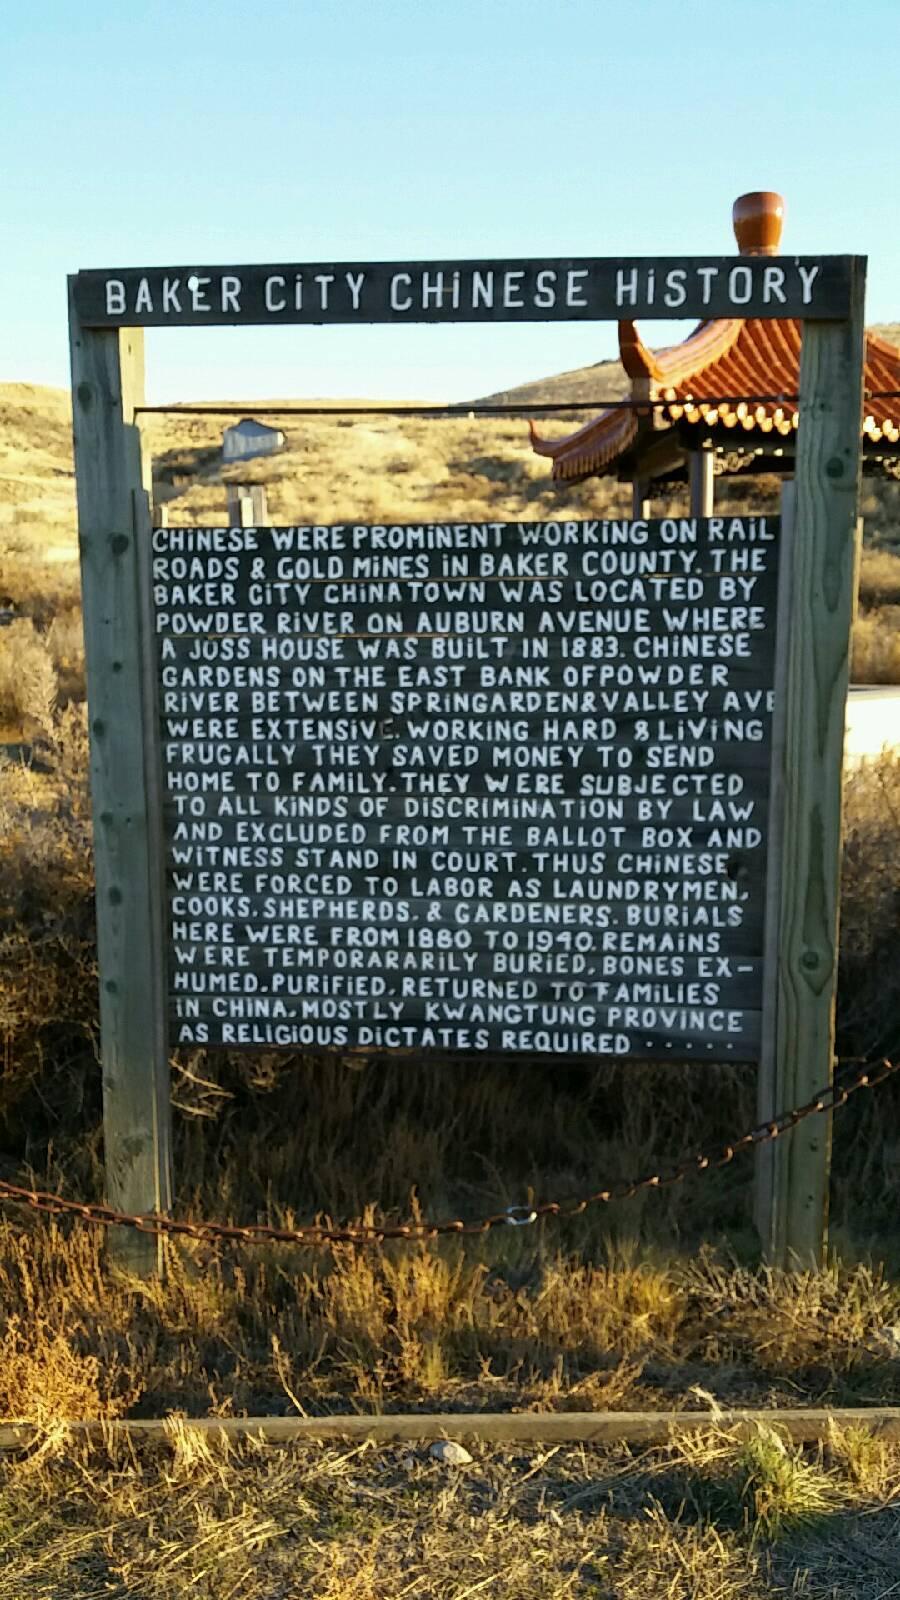 BAKER CiTY CHiNESE HiSTORY
CHINESE WERE PROMiNENT WORKING ON RAIL
ROADS & GOLD MINES iN BAKER COUNTY. THE
BAKER CiTY CHiNATOWN WAS LOCATED BY
POWDER RiVER ON AUBURN AVENUE WHERE
A JOSS HOUSE WAS BUILT IN 1883. CHiNESE
GARDENS ON THE EAST BANK OFPOWDER
RIVER BETWEEN SPRiNGARDEN&VALLEY AVE
WERE EXTENSIVE. WORKING HARD & LiViNG
FRUGALLY THEY SAVED MONEY TO SEND
HOME TO FAMILY. THEY WERE SUBJECTED
TO ALL KINDS OF DISCRIMINATION BY LAW
AND EXCLUDED FROM THE BALLOT BOX AND
WiTNESS STAND IN COURT. THUS CHiNESE
WERE FORCED TO LABOR AS LAUNDRYMEN,
COOKS, SHEPHERDS, & GARDENERS. BURiALS
HERE WERE FROM 1880 TO 1940. REMAiNS
WERE TEMPORARARILY BURiED, BONES EX-
HUMED, PURiFiED, RETURNED TO FAMiLiES
iN CHINA, MOSTLY KWANGTUNG PROViNCE
AS RELiGiOUS DiCTATES REQUIRED . . . . .